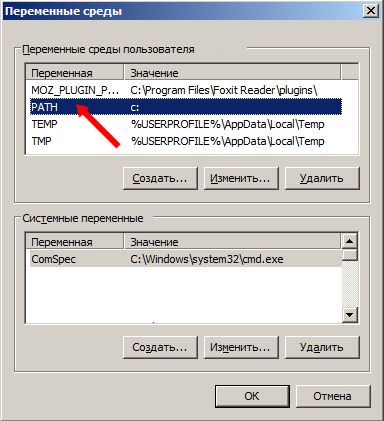 Переменные среды
Переменные среды пользователя
Переменная Значение
MOZ_PLUGIN_P... C:\Program Files\Foxit Reader\plugins\
PATH c:
TEMP %USERPROFILE%\AppData\Local\Temp
TMP %USERPROFILE%\AppData\Local\Temp
Создать... Изменить... Удалить
Системные переменные
Переменная Значение
ComSpec C:\Windows\system32\cmd.exe
Создать... Изменить... Удалить
ОК Отмена